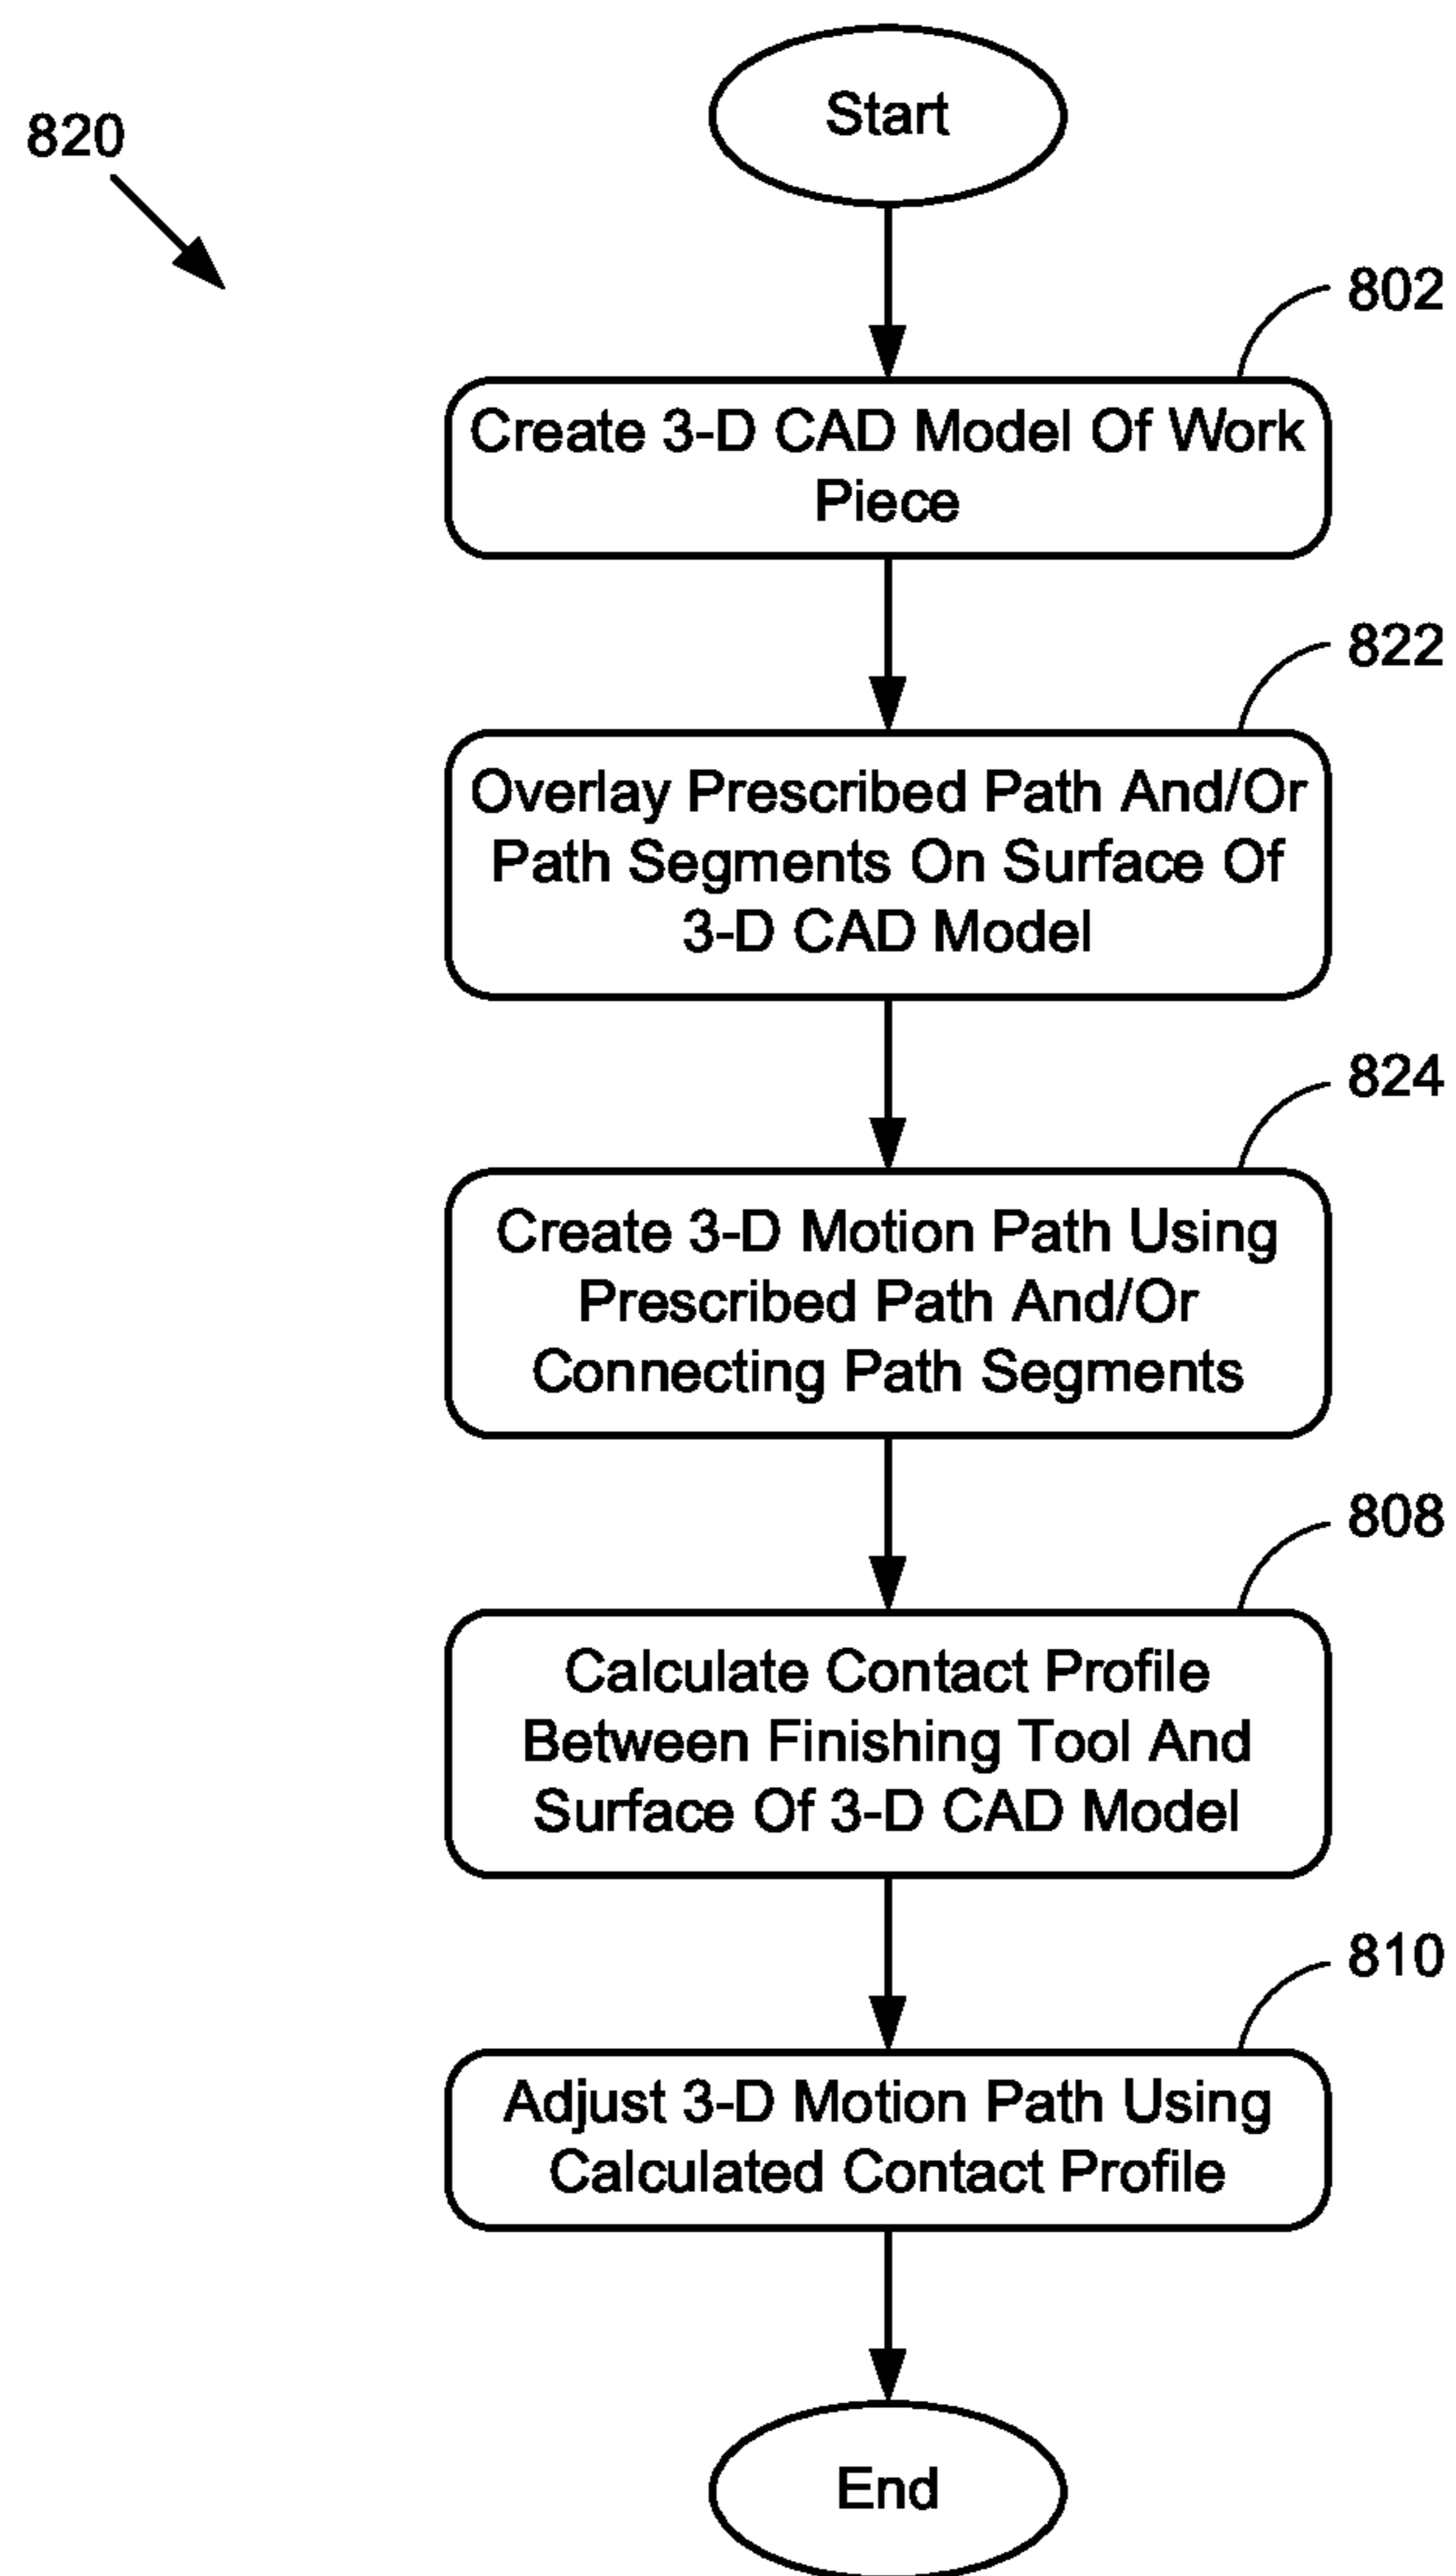 Start
820
802
Create 3-D CAD Model Of Work
Piece
822
Overlay Prescribed Path And/Or
Path Segments On Surface Of
3-D CAD Model
824
Create 3-D Motion Path Using
Prescribed Path And/Or
Connecting Path Segments
808
Calculate Contact Profile
Between Finishing Tool And
Surface Of 3-D CAD Model
810
Adjust 3-D Motion Path Using
Calculated Contact Profile
End